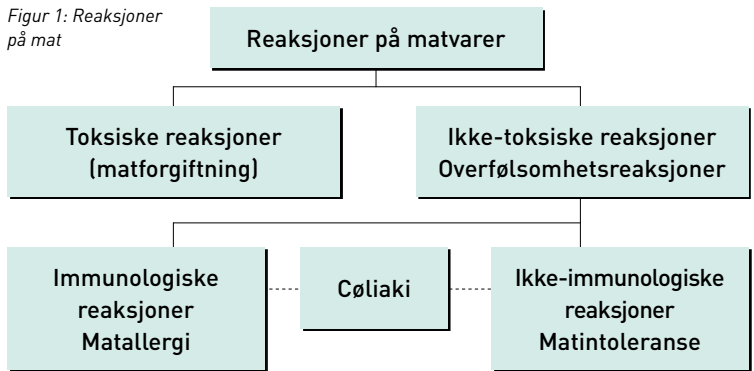 Figur 1: Reaksjoner
på mat
Reaksjoner på matvarer
Toksiske reaksjoner
(matforgiftning)
Ikke-toksiske reaksjoner
Overfølsomhetsreaksjoner
Immunologiske
reaksjoner
Matallergi
Cøliaki
Ikke-immunologiske
reaksjoner
Matintoleranse